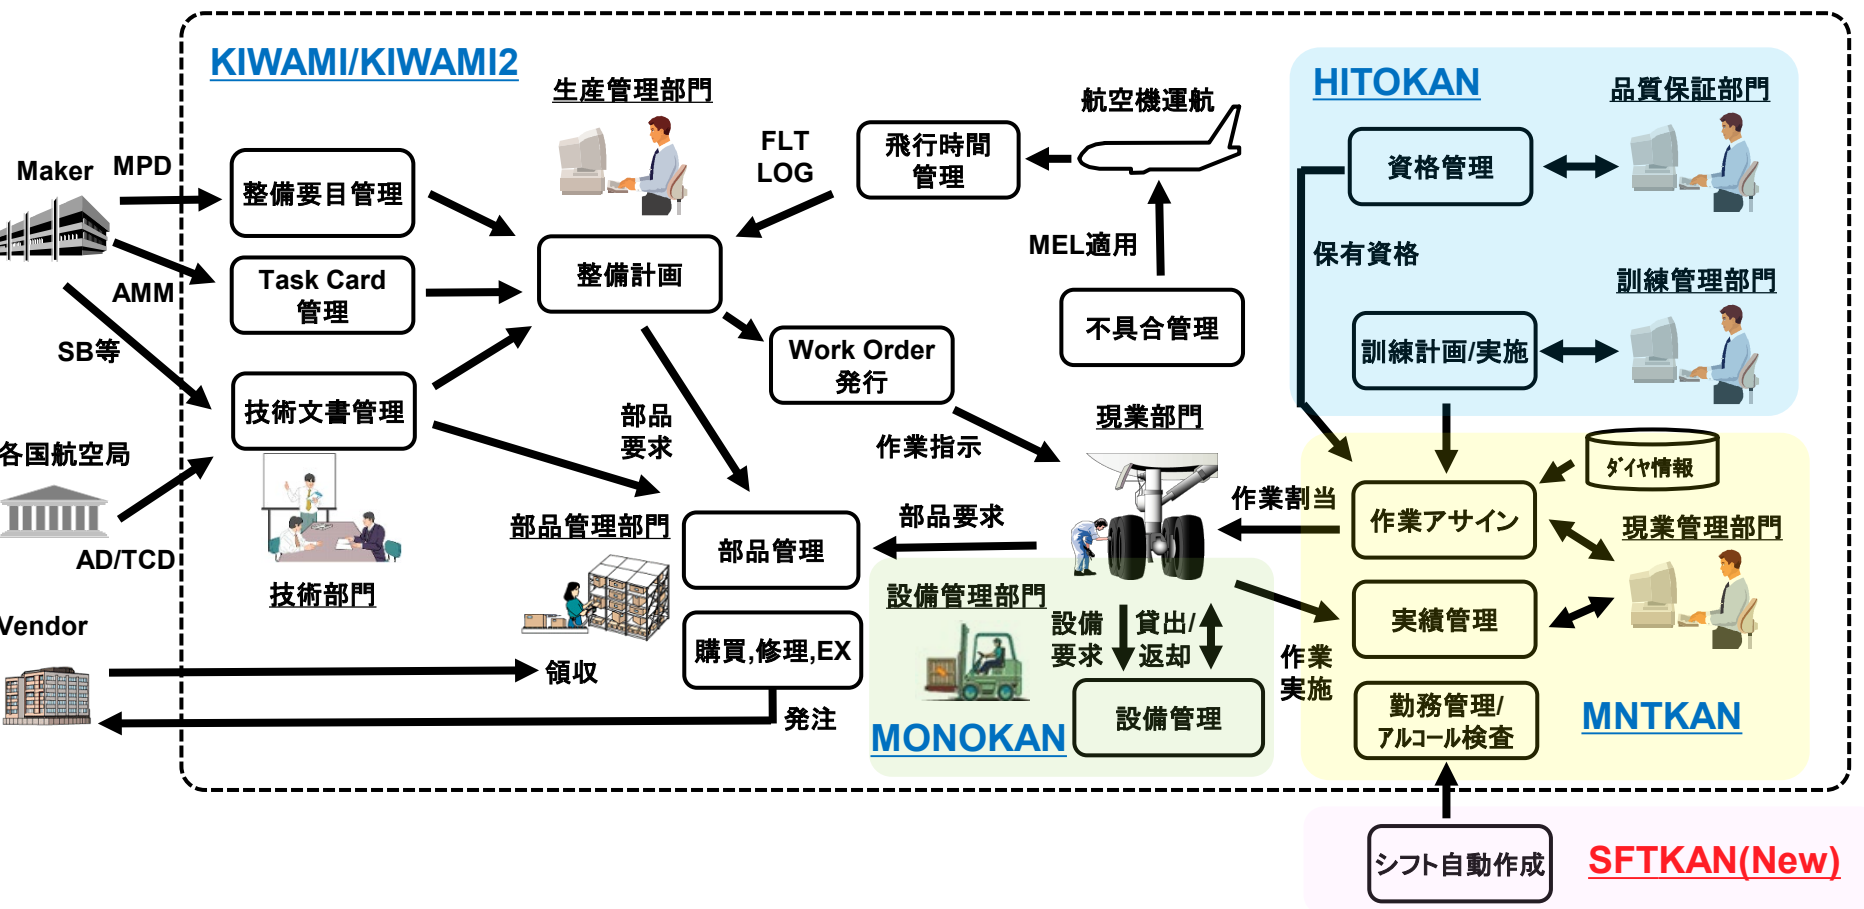 KIWAMI/KIWAMI2
生産管理部門
航空機運航
HITOKAN
品質保証部門
Maker
MPD
整備要目管理
FLT
LOG
飛行時間
管理
資格管理
MEL適用
保有資格
AMM
Task Card
管理
整備計画
不具合管理
訓練管理部門
訓練計画/実施
SB等
Work Order
発行
技術文書管理
部品
要求
作業指示
現業部門
各国航空局
ダイヤ情報
AD/TCD
技術部門
部品管理部門
部品管理
部品要求
作業割当
作業アサイン
現業管理部門
設備管理部門
設備
要求
貸出/
返却
実績管理
作業
実施
Vendor
領収
購買,修理,EX
発注
MONOKAN
設備管理
勤務管理/
アルコール検査
MNTKAN
シフト自動作成
SFTKAN(New)